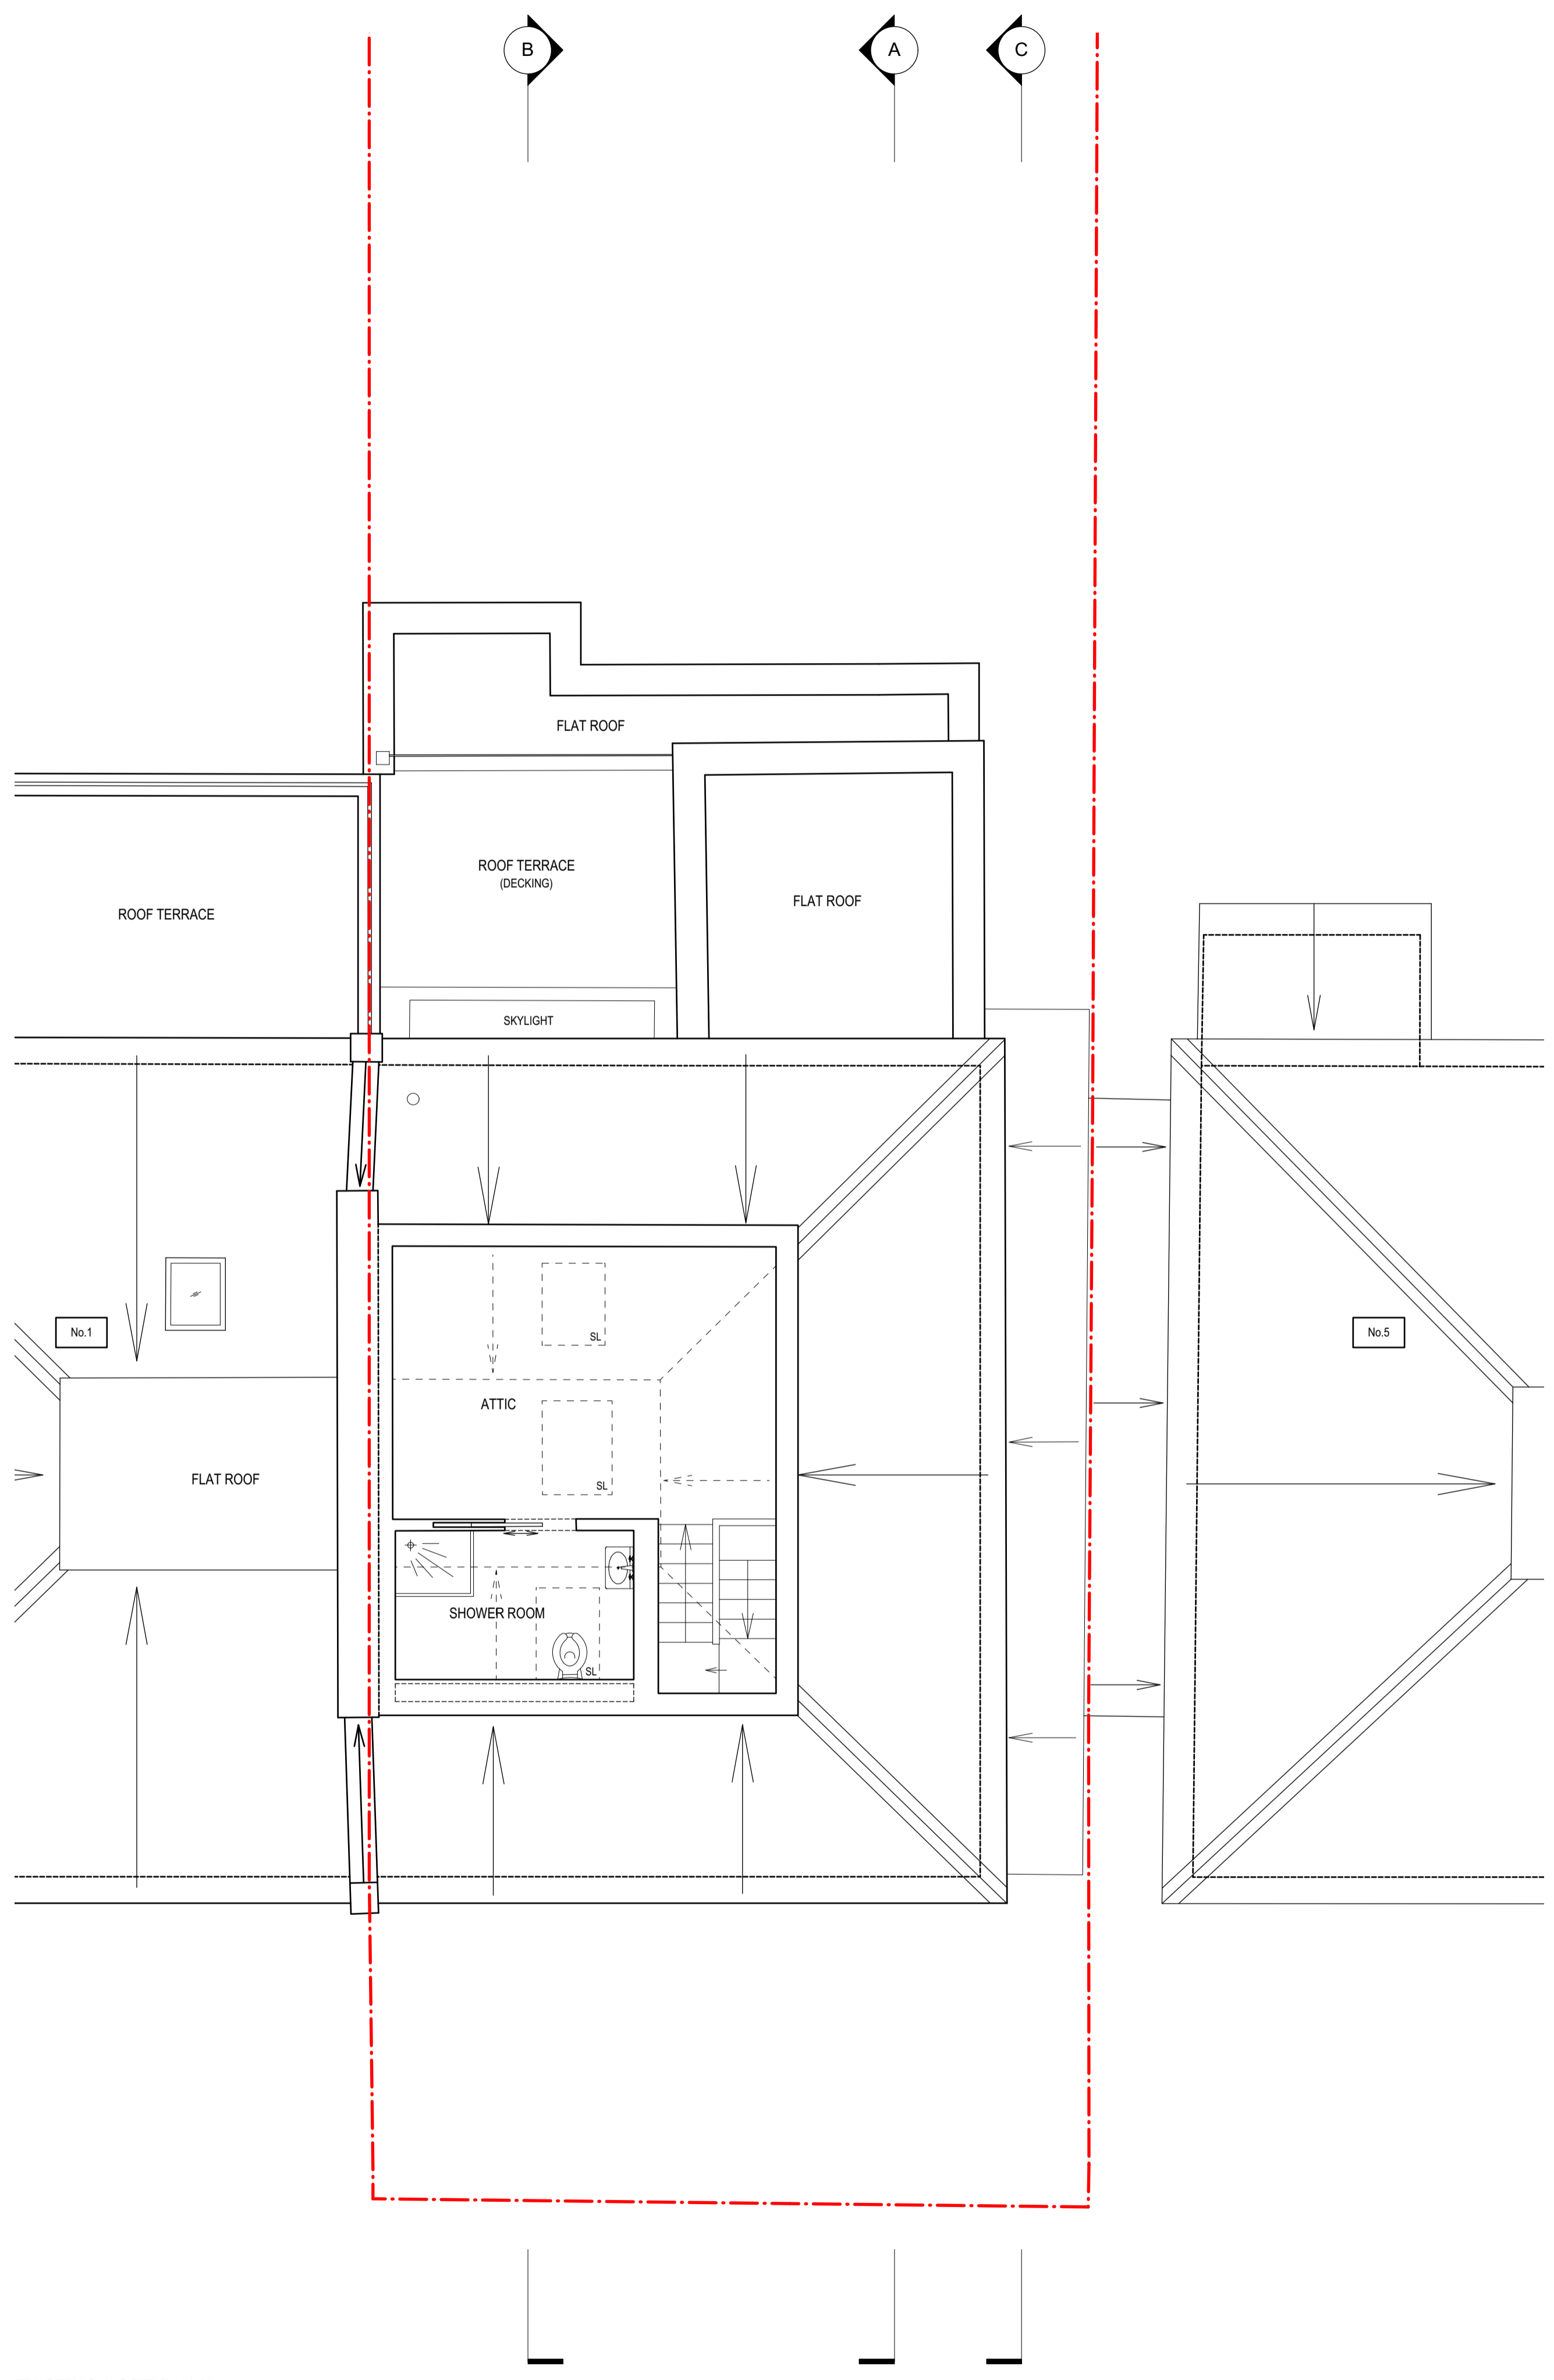 B
A
C
FLAT ROOF
ROOF TERRACE
(DECKING)
FLAT ROOF
ROOF TERRACE
SKYLIGHT
No.1
No.5
SL
ATTIC
FLAT ROOF
SL
SHOWER ROOM
SL